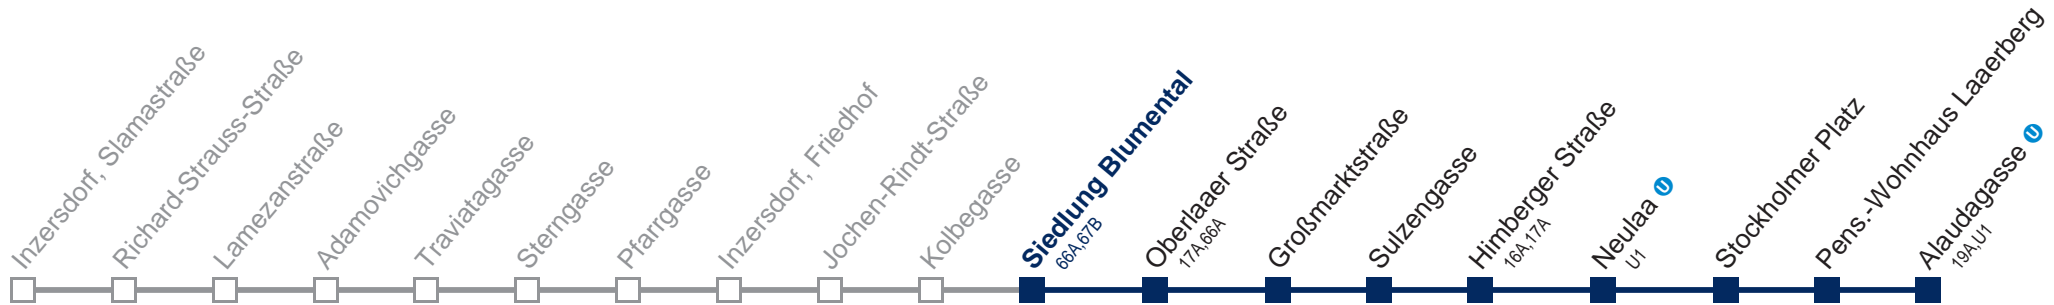 Inzersdorf, Slamastraße
Richard-Strauss-Straße
Lamezanstraße
Adamovichgasse
Traviatagasse
Sterngasse
Pfarrgasse
Inzersdorf, Friedhof
Jochen-Rindt-Straße
Kolbegasse
Siedlung Blumental
66A,67B
Oberlaaer Straße
17A,66A
Großmarktstraße
Sulzengasse
Himberger Straße
16A,17A
Neulaa U
U1
Stockholmer Platz
Pens.-Wohnhaus Laaerberg
Alaudagasse U
19A,U1